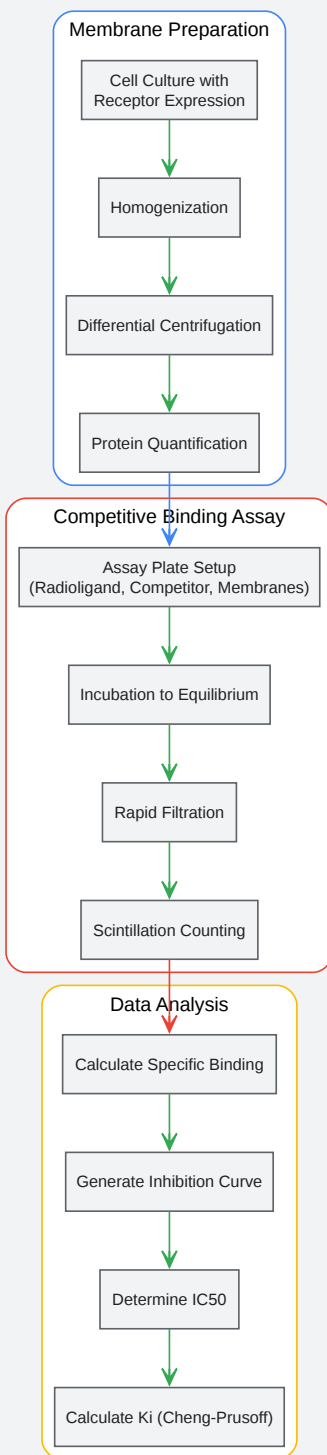 Membrane Preparation
Cell Culture with
Receptor Expression
Homogenization
Differential Centrifugation
Protein Quantification
Competitive Binding Assay
Assay Plate Setup
(Radioligand, Competitor, Membranes)
Incubation to Equilibrium
Rapid Filtration
Scintillation Counting
Data Analysis
Calculate Specific Binding
Generate Inhibition Curve
Determine IC50
Calculate Ki (Cheng-Prusoff)